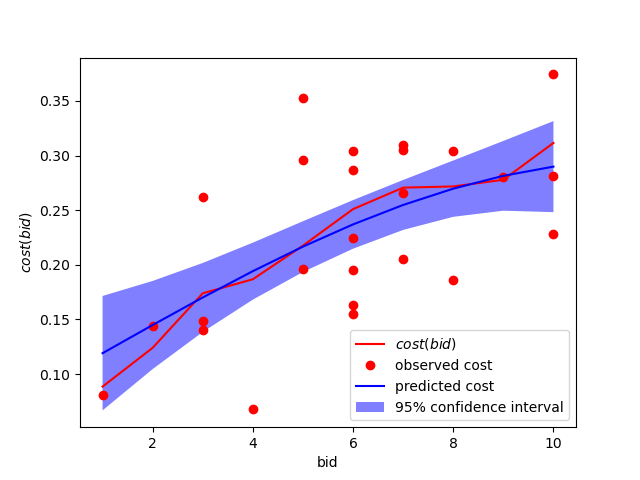 0.35
0.30
0.25
0.20
0.15
0.10
cost(bid)
cost(bid)
observed cost
predicted cost
95% confidence interval
2
4
6
8
10
bid